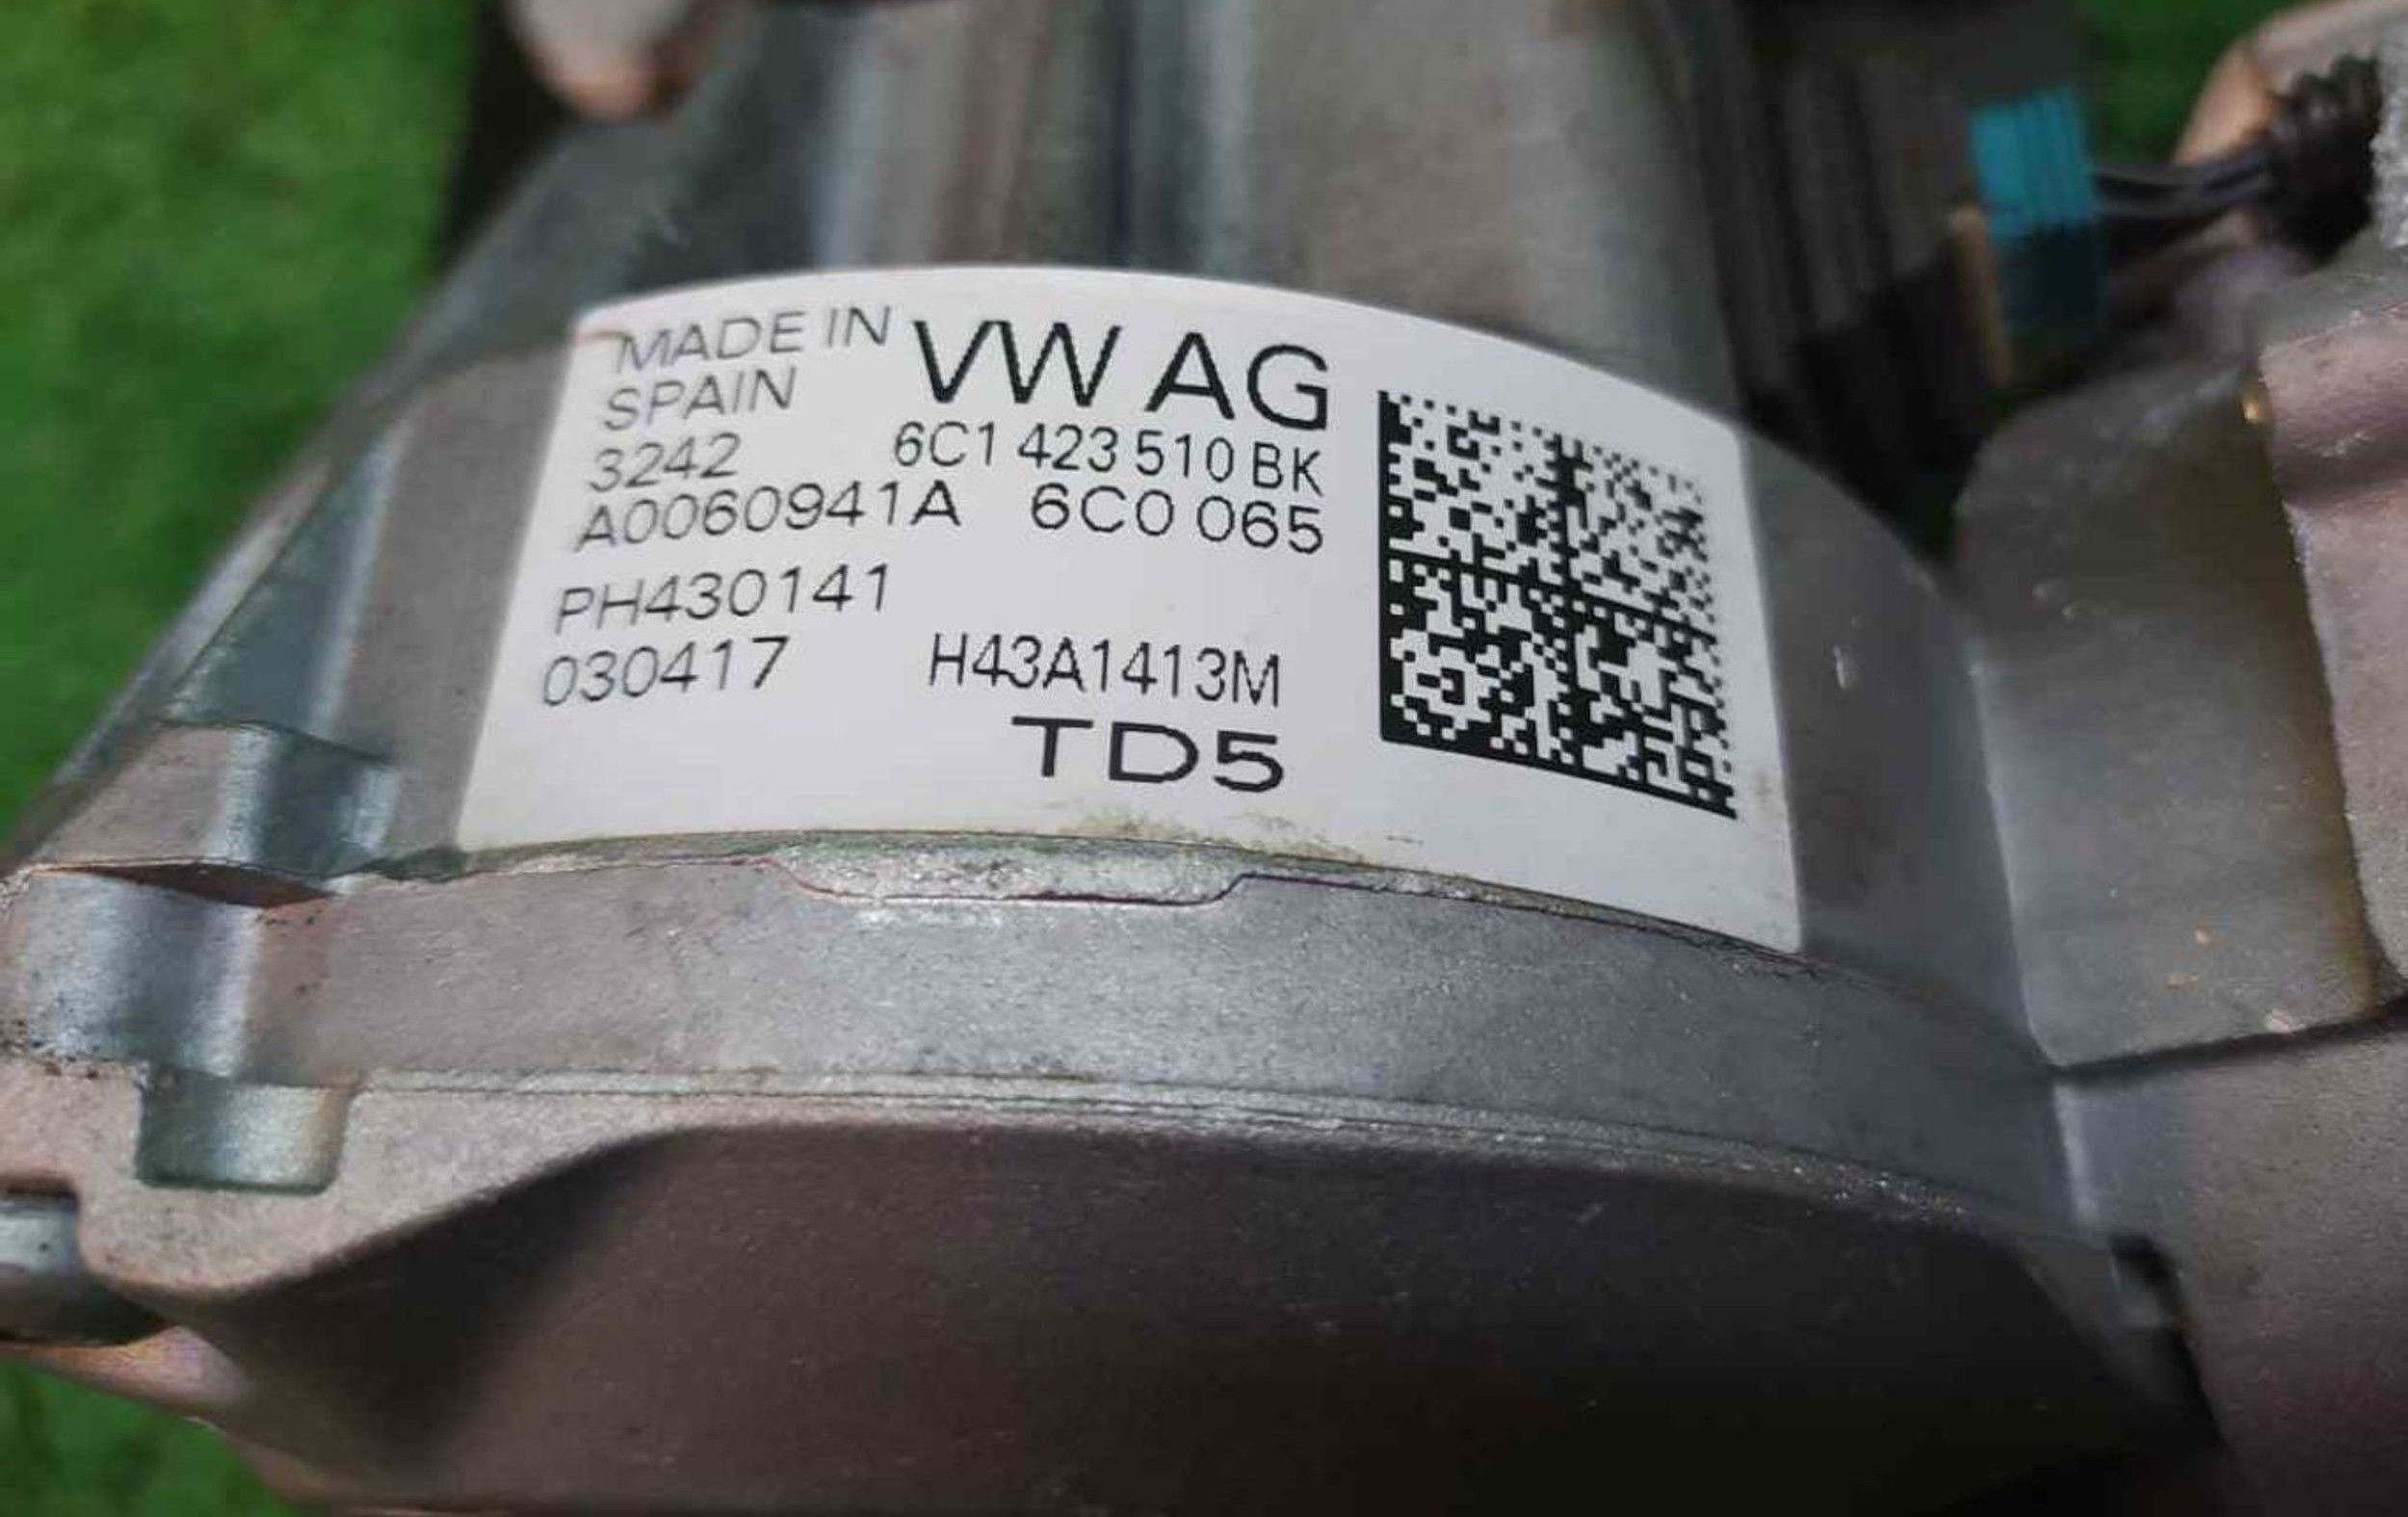 MADE IN VW AG
SPAIN
3242 6C1 423 510 BK
A0060941A 6C0 065
PH430141
030417 H43A1413M
TD5